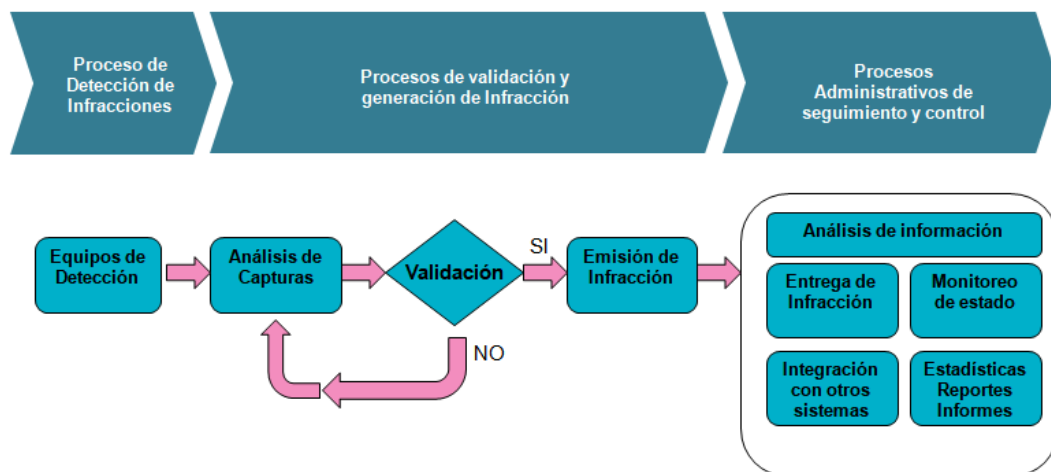 Proceso de
Detección de
Infracciones
Procesos de validación y
generación de Infracción
Procesos
Administrativos de
seguimiento y control
Equipos de
Detección
Análisis de
Capturas
Validación
SI
NO
Emisión de
Infracción
Análisis de información
Entrega de
Infracción
Monitoreo
de estado
Integración
con otros
sistemas
Estadísticas
Reportes
Informes